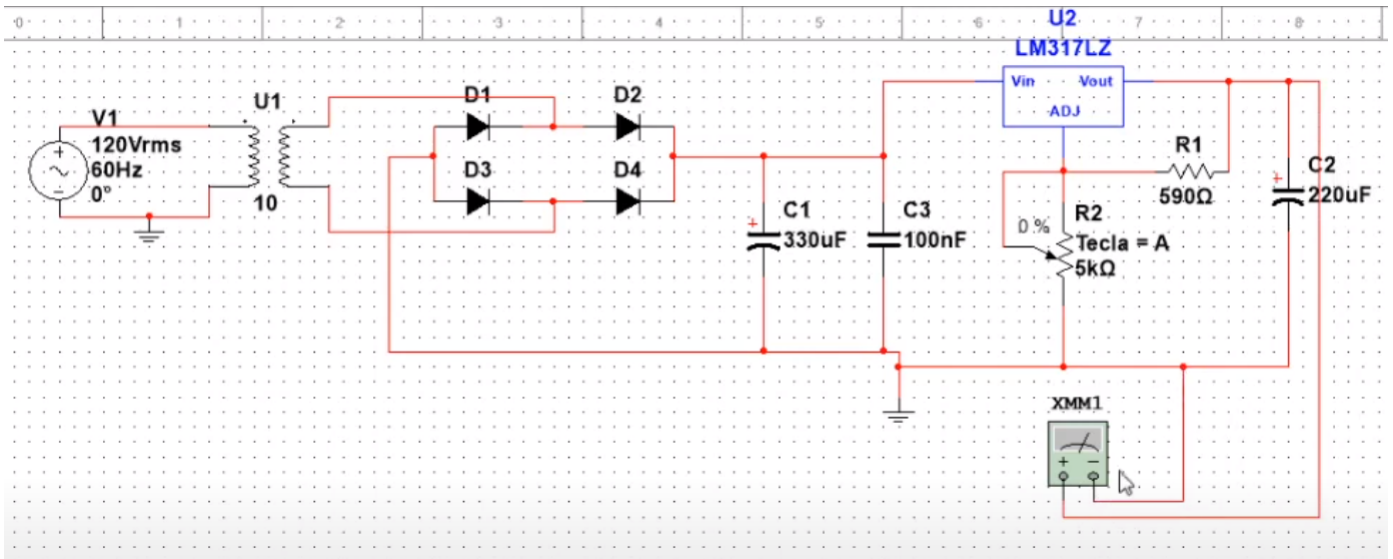 0 1 2 3 4 5 6 7 8
U2
LM317LZ
Vin Vout
ADJ
V1
120Vrms
60Hz
0°
U1
10
D1
D2
D3
D4
C1
330uF
C3
100nF
R1
590Ω
C2
220uF
0 %
R2
Tecla = A
5kΩ
XMM1